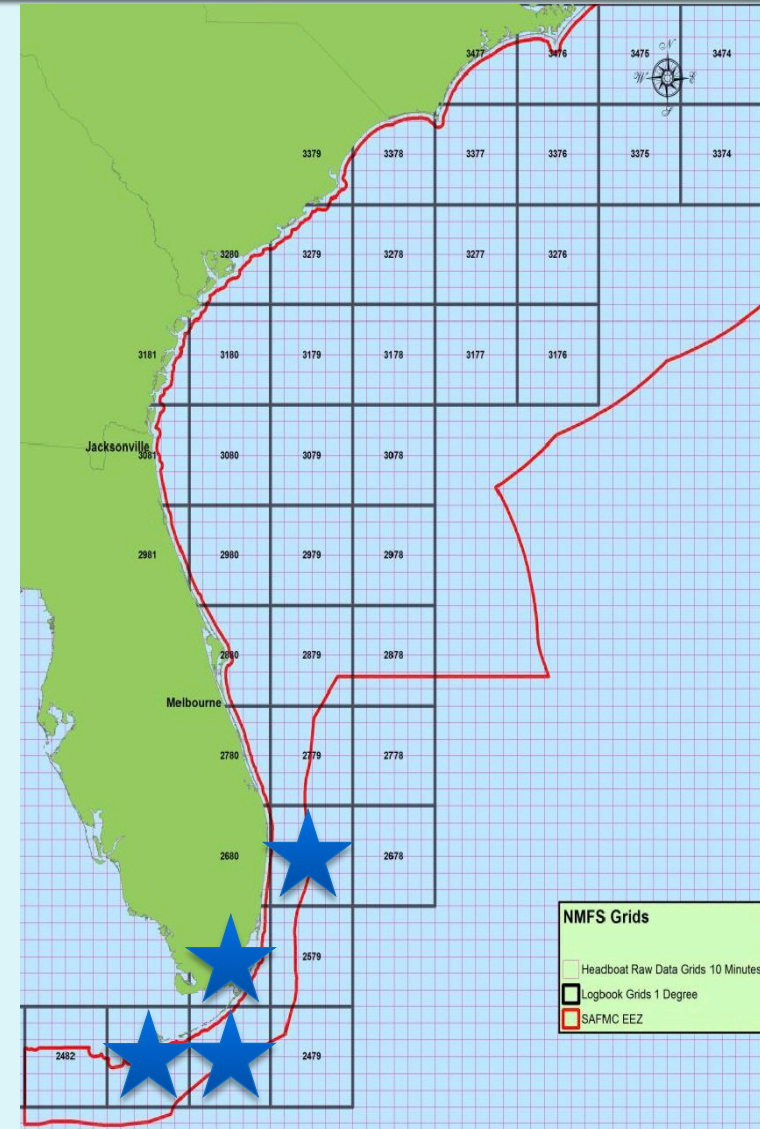 3477 3476 3475 3474
N
W E
S
3379 3378 3377 3376 3375 3374
3280 3279 3278 3277 3276
3181 3180 3179 3178 3177 3176
Jacksonville
3081 3080 3079 3078
2981 2980 2979 2978
2880 2879 2878
Melbourne
2780 2779 2778
2680 2678
NMFS Grids
2579
Headboat Raw Data Grids 10 Minutes
Logbook Grids 1 Degree
SAFMC EEZ
2482 2479